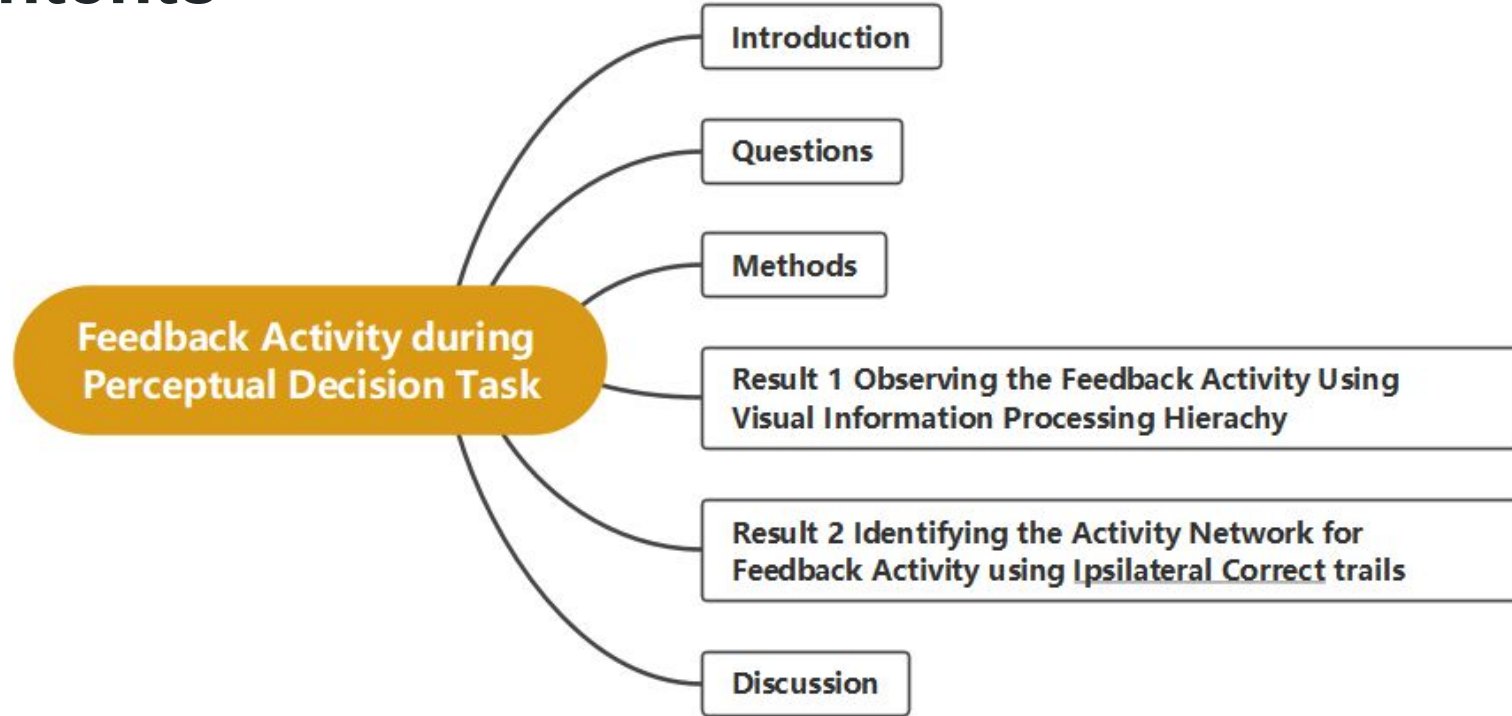 Introduction
Questions
Methods
Feedback Activity during
Perceptual Decision Task
Result 1 Observing the Feedback Activity Using
Visual Information Processing Hierachy
Result 2 Identifying the Activity Network for
Feedback Activity using Ipsilateral Correct trails
Discussion